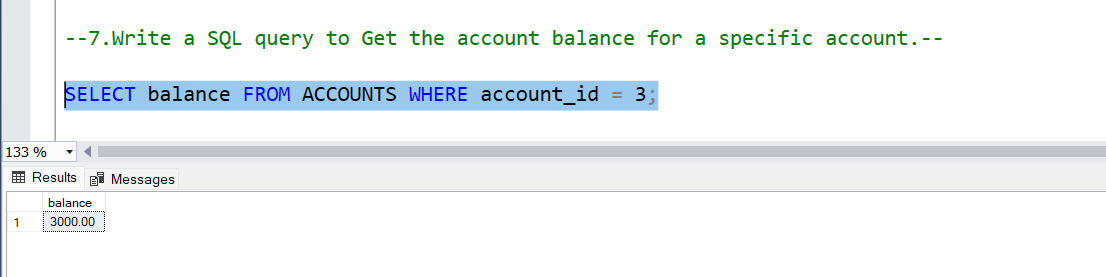 --7.Write a SQL query to Get the account balance for a specific account.--
SELECT balance FROM ACCOUNTS WHERE account_id = 3;
133 %
Results Messages
balance
1 3000.00